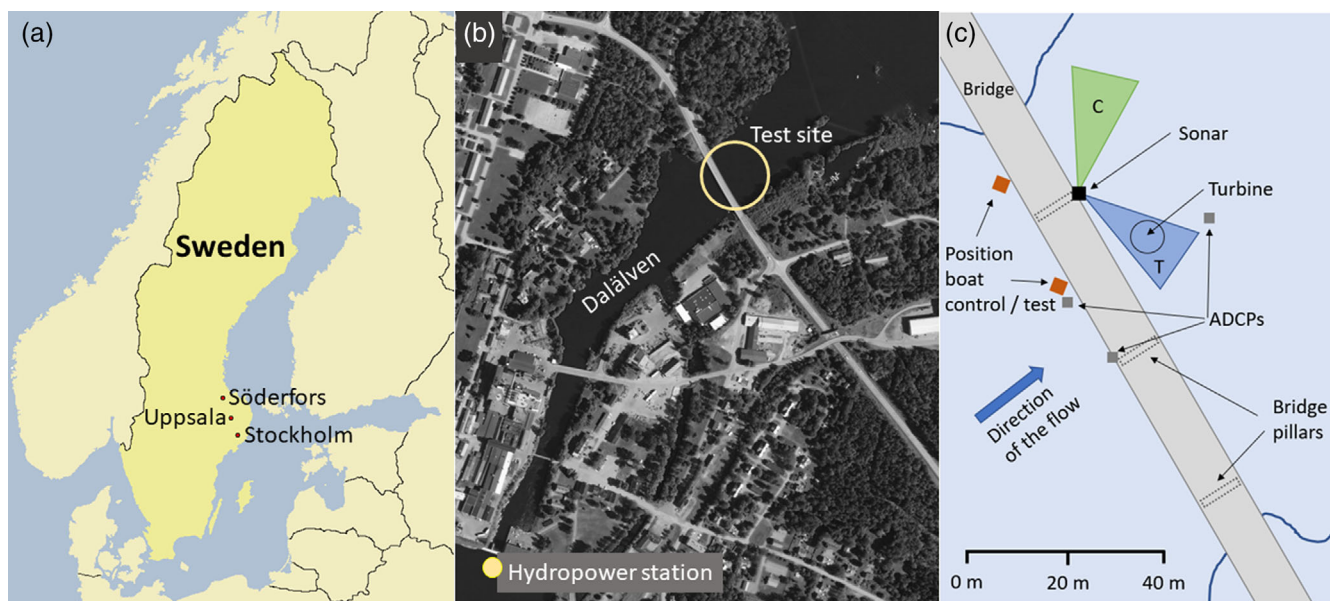 (a)
Sweden
Söderfors
Uppsala
Stockholm
(b)
Test site
Dalälven
Hydropower station
(c)
Bridge
C
Sonar
Turbine
T
Position
boat
control / test
ADCPs
Direction
of the flow
Bridge
pillars
0 m
20 m
40 m